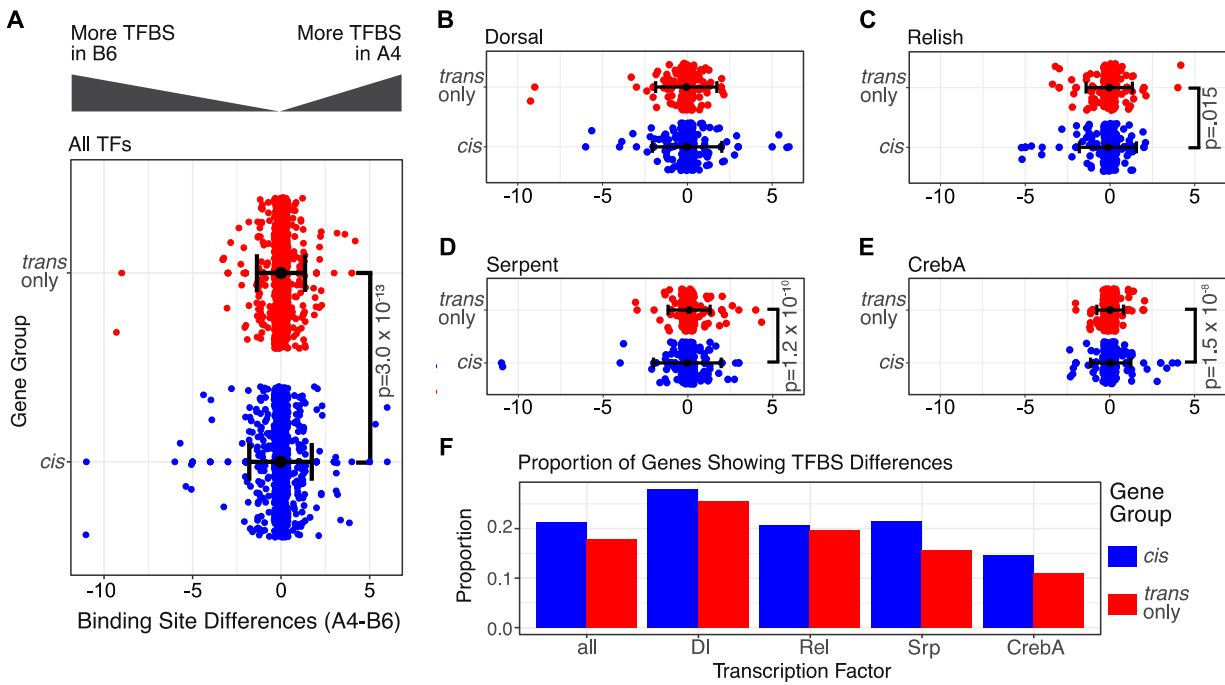 A
More TFBS
in B6
More TFBS
in A4
All TFs
Gene Group
trans
only
cis
p=3.0 x 10⁻¹³
-10
-5
0
5
Binding Site Differences (A4-B6)
B
Dorsal
trans
only
cis
-10
-5
0
5
C
Relish
trans
only
cis
p=.015
-10
-5
0
5
D
Serpent
trans
only
cis
p=1.2 x 10⁻¹⁰
-10
-5
0
5
E
CrebA
trans
only
cis
p=1.5 x 10⁻⁸
-10
-5
0
5
F
Proportion of Genes Showing TFBS Differences
Proportion
0.2
0.1
0.0
all
Dl
Rel
Srp
CrebA
Transcription Factor
Gene
Group
cis
trans
only